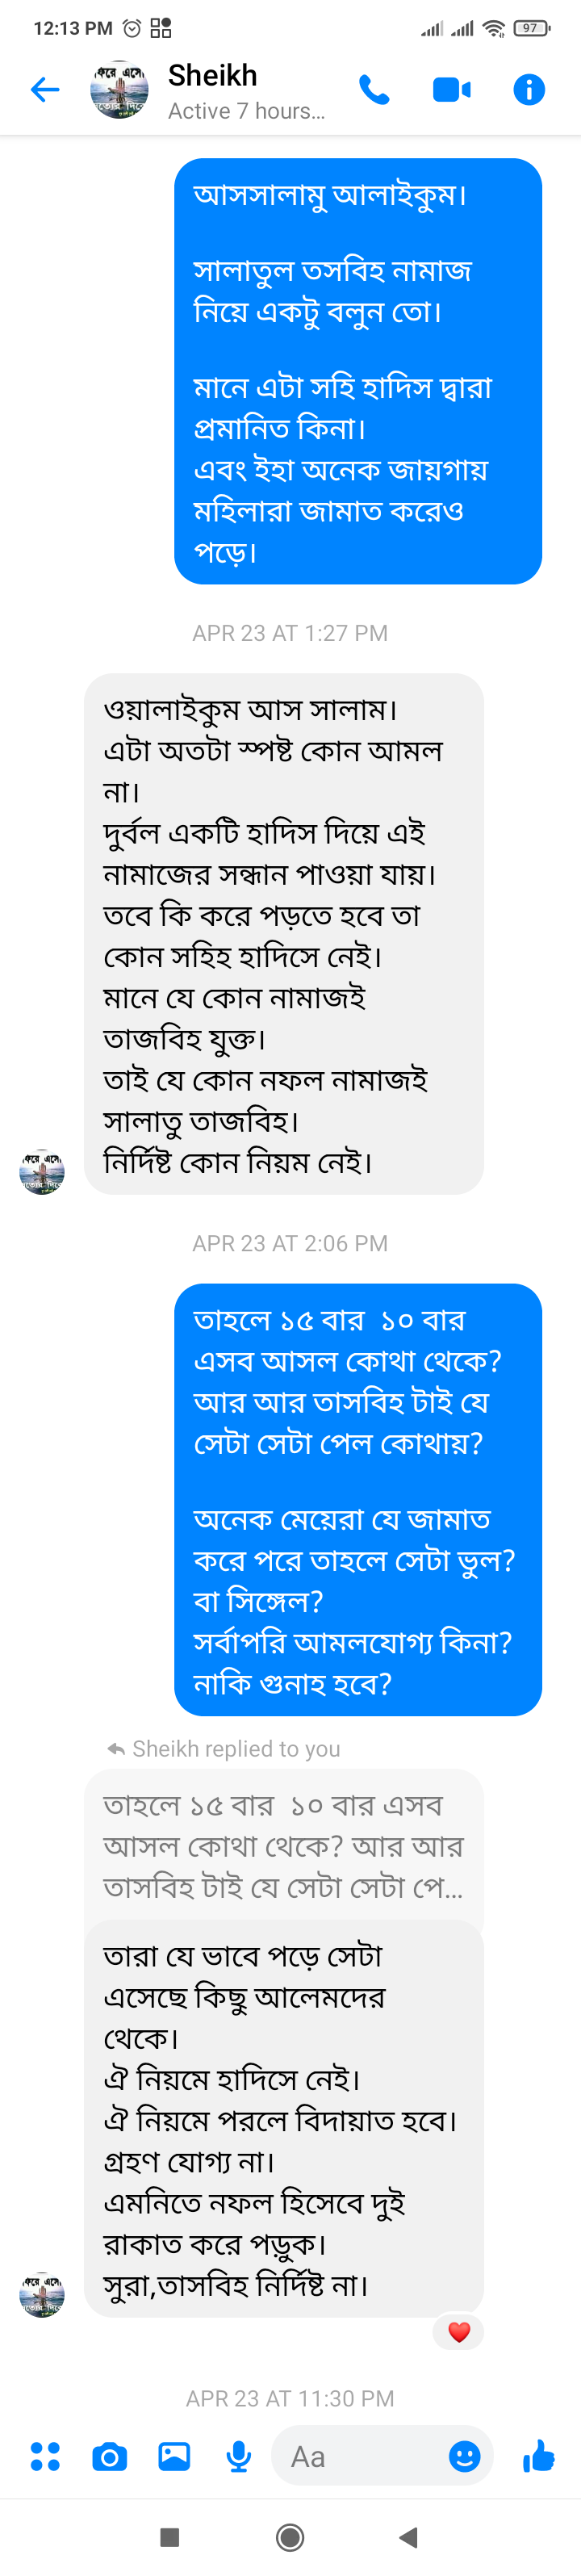 12:13 PM
97
Sheikh
Active 7 hours...
আসসালামু আলাইকুম।
সালাতুল তসবিহ নামাজ
নিয়ে একটু বলুন তো।
মানে এটা সহি হাদিস দ্বারা
প্রমানিত কিনা।
এবং ইহা অনেক জায়গায়
মহিলারা জামাত করেও
পড়ে।
APR 23 AT 1:27 PM
ওয়ালাইকুম আস সালাম।
এটা অতটা স্পষ্ট কোন আমল
না।
দুর্বল একটি হাদিস দিয়ে এই
নামাজের সন্ধান পাওয়া যায়।
তবে কি করে পড়তে হবে তা
কোন সহিহ হাদিসে নেই।
মানে যে কোন নামাজই
তাজবিহ যুক্ত।
তাই যে কোন নফল নামাজই
সালাতু তাজবিহ।
নির্দিষ্ট কোন নিয়ম নেই।
APR 23 AT 2:06 PM
তাহলে ১৫ বার  ১০ বার
এসব আসল কোথা থেকে?
আর আর তাসবিহ টাই যে
সেটা সেটা পেল কোথায়?
অনেক মেয়েরা যে জামাত
করে পরে তাহলে সেটা ভুল?
বা সিঙ্গেল?
সর্বাপরি আমলযোগ্য কিনা?
নাকি গুনাহ হবে?
Sheikh replied to you
তাহলে ১৫ বার  ১০ বার এসব
আসল কোথা থেকে? আর আর
তাসবিহ টাই যে সেটা সেটা পে...
তারা যে ভাবে পড়ে সেটা
এসেছে কিছু আলেমদের
থেকে।
ঐ নিয়মে হাদিসে নেই।
ঐ নিয়মে পরলে বিদায়াত হবে।
গ্রহণ যোগ্য না।
এমনিতে নফল হিসেবে দুই
রাকাত করে পড়ুক।
সুরা,তাসবিহ নির্দিষ্ট না।
APR 23 AT 11:30 PM
Aa